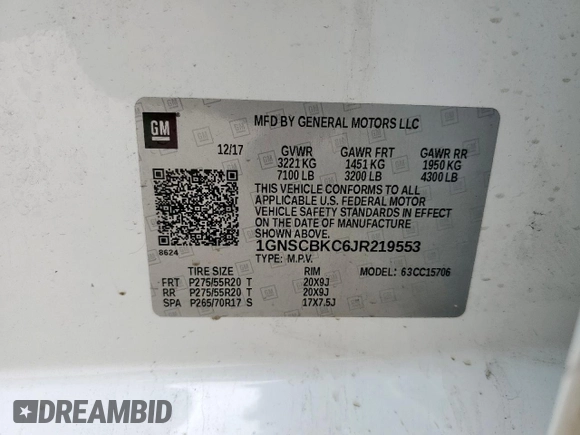 GM
MFD BY GENERAL MOTORS LLC
12/17 GVWR GAWR FRT GAWR RR
3221 KG 1451 KG 1950 KG
7100 LB 3200 LB 4300 LB
THIS VEHICLE CONFORMS TO ALL
APPLICABLE U.S. FEDERAL MOTOR
VEHICLE SAFETY STANDARDS IN EFFECT
ON THE DATE OF MANUFACTURE
SHOWN ABOVE.
8624 1GNSCBKC6JR219553
TYPE: M.P.V. MODEL: 63CC15706
TIRE SIZE RIM
FRT P275/55R20 T 20X9J
RR P275/55R20 T 20X9J
SPA P265/70R17 S 17X7.5J
DREAMBID